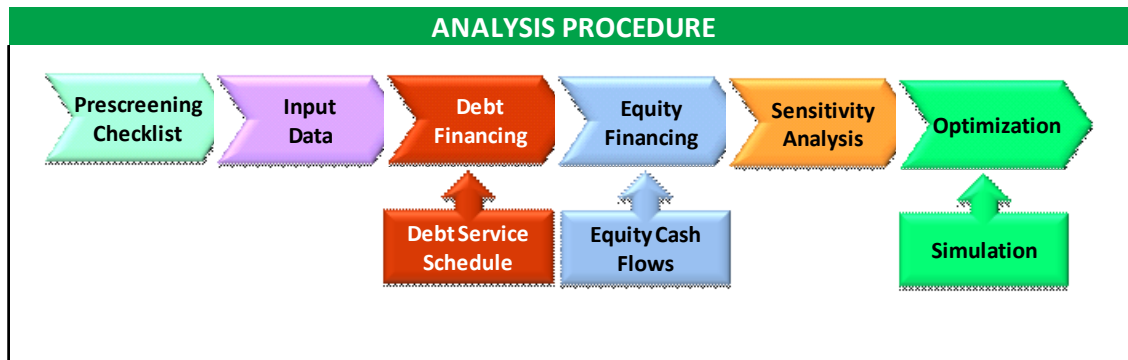 ANALYSIS PROCEDURE
Prescreening
Checklist
Input
Data
Debt
Financing
Equity
Financing
Sensitivity
Analysis
Optimization
Debt Service
Schedule
Equity Cash
Flows
Simulation